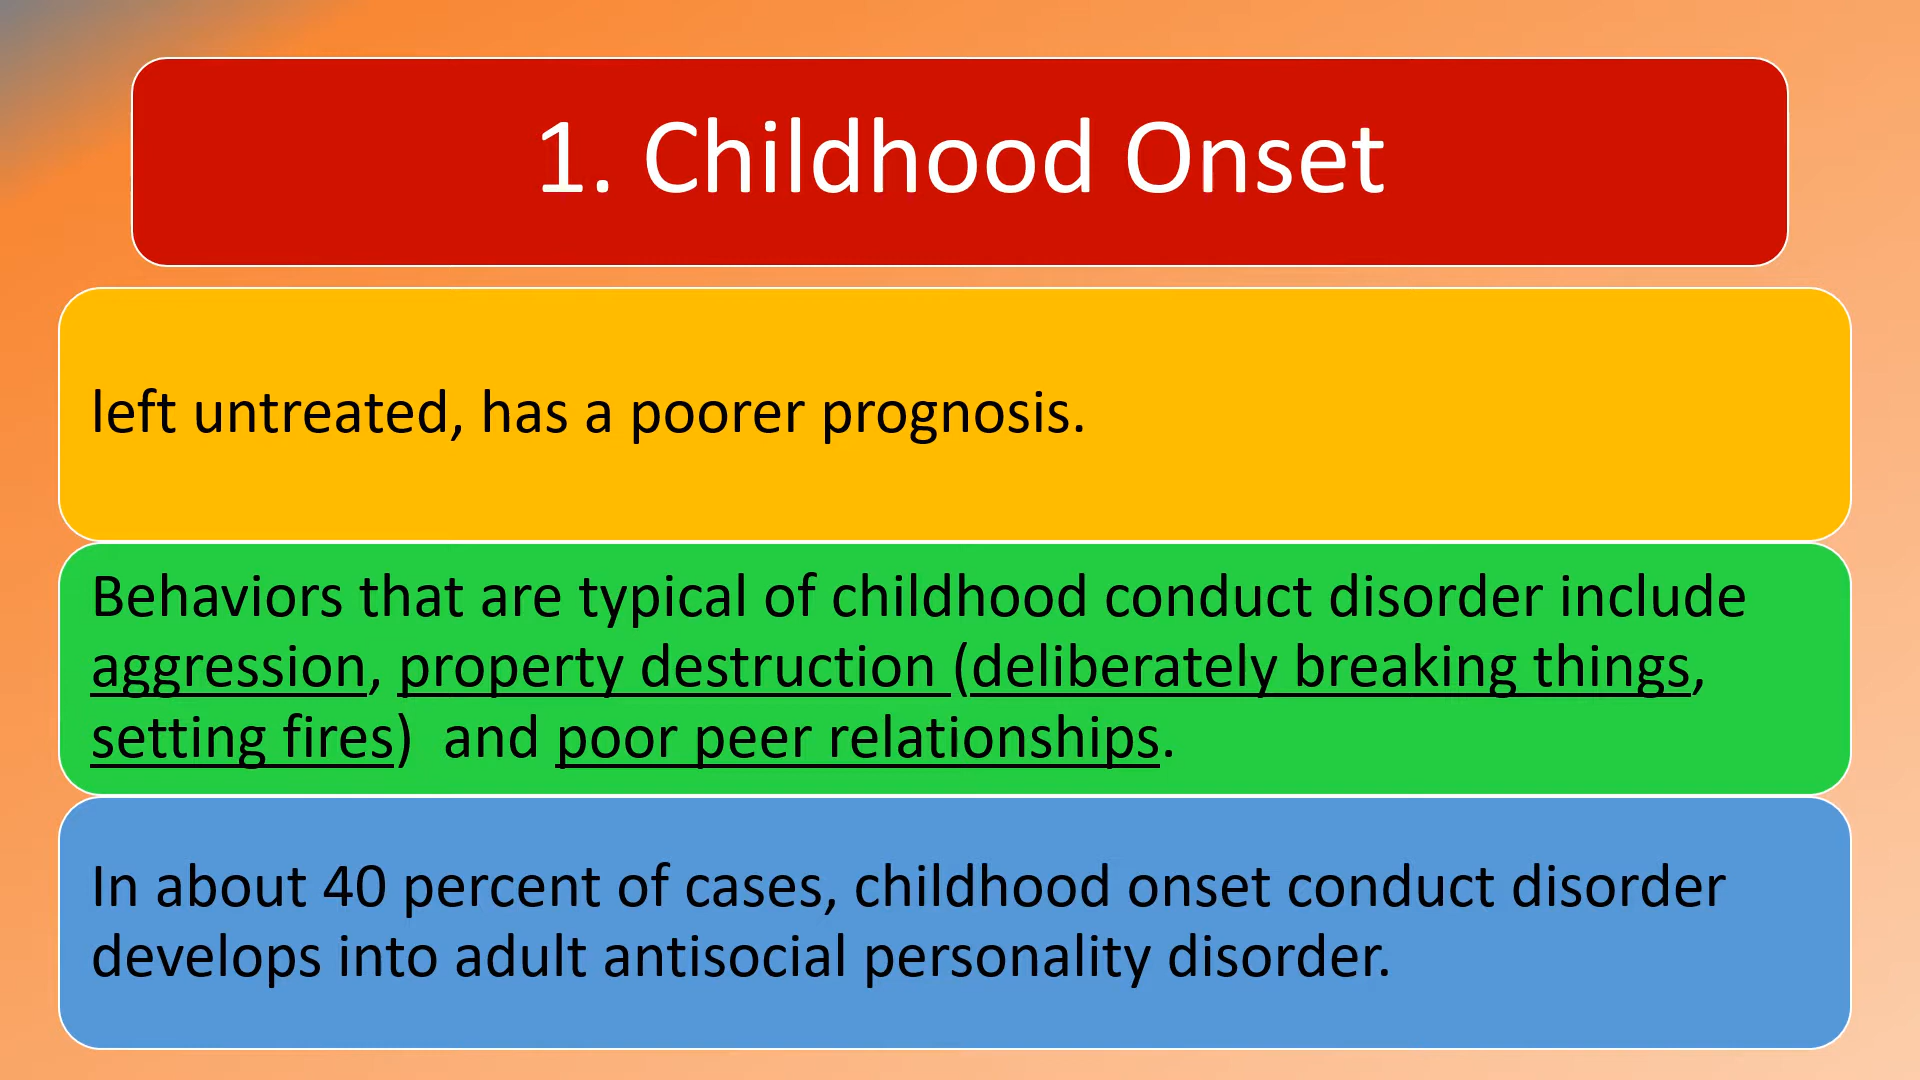 1. Childhood Onset
left untreated, has a poorer prognosis.
Behaviors that are typical of childhood conduct disorder include
aggression, property destruction (deliberately breaking things,
setting fires)  and poor peer relationships.
In about 40 percent of cases, childhood onset conduct disorder
develops into adult antisocial personality disorder.